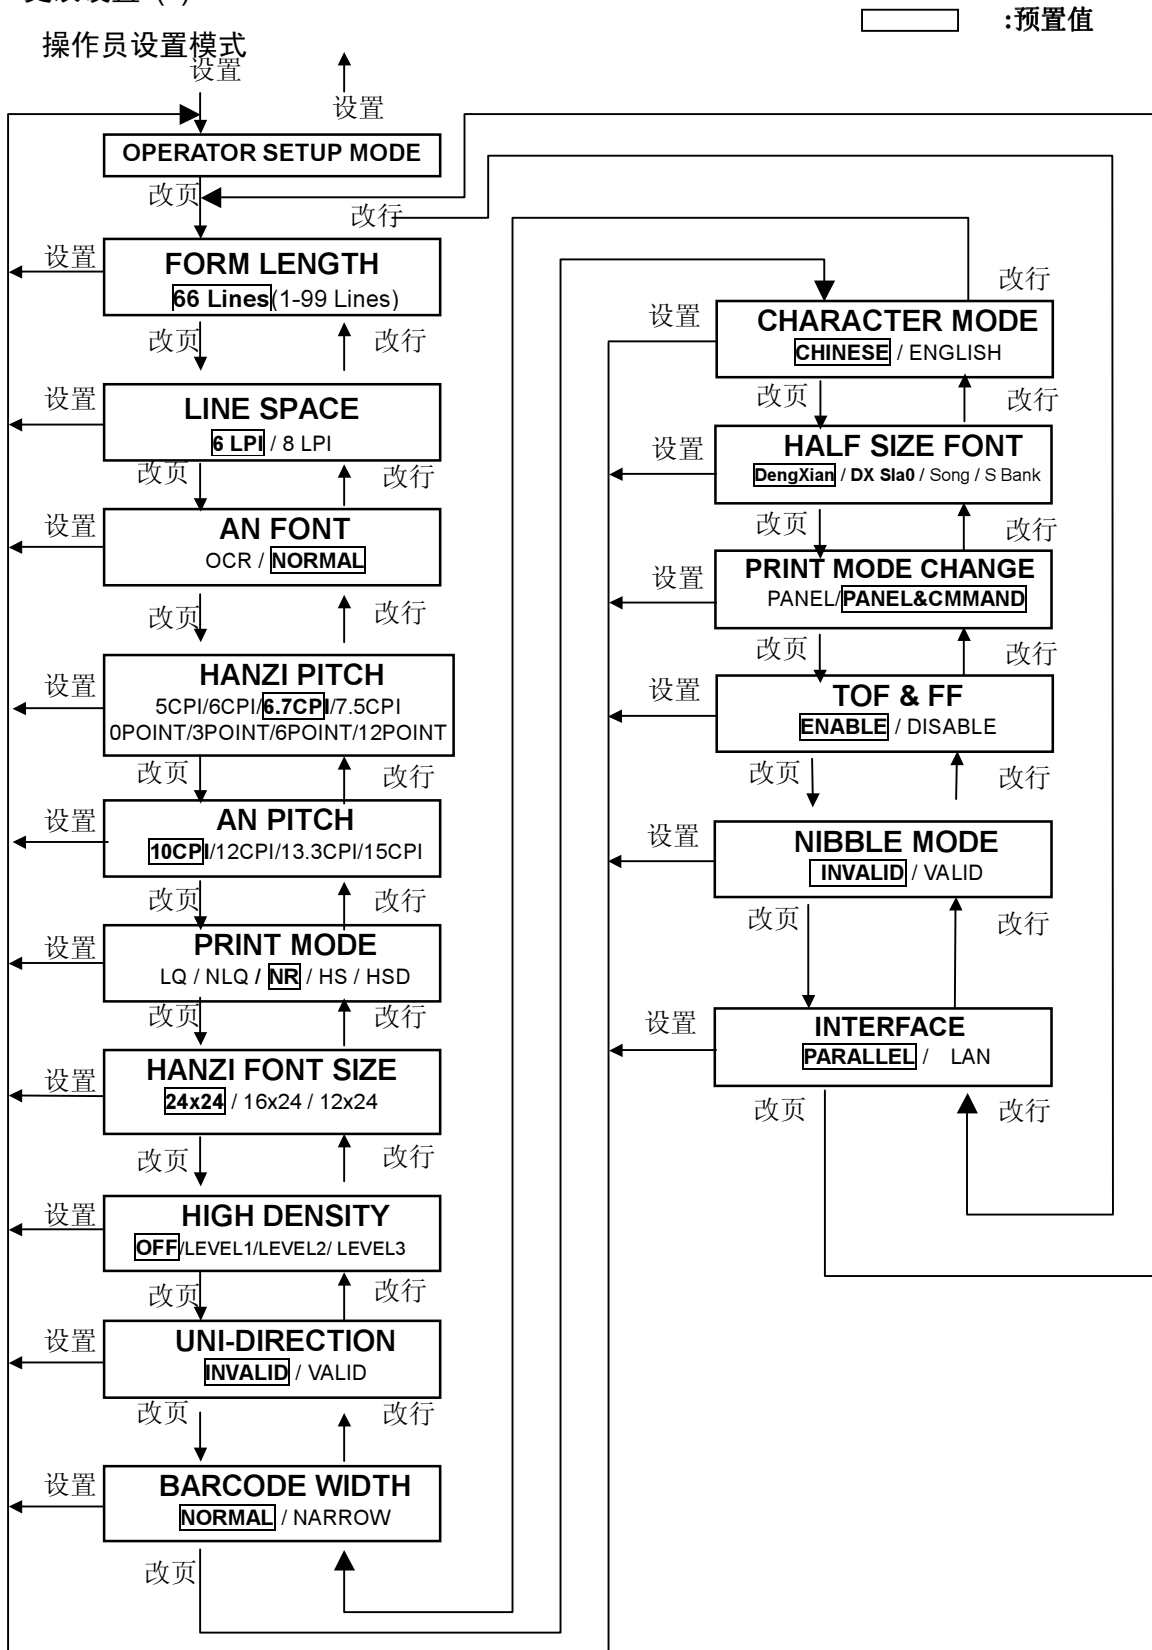 :预置值
操作员设置模式
设置
设置
OPERATOR SETUP MODE
改页
改行
设置
FORM LENGTH
66 Lines(1-99 Lines)
改页
改行
设置
LINE SPACE
6 LPI / 8 LPI
改页
改行
设置
AN FONT
OCR / NORMAL
改页
改行
设置
HANZI PITCH
5CPI/6CPI/6.7CPI/7.5CPI
0POINT/3POINT/6POINT/12POINT
改页
改行
设置
AN PITCH
10CPI/12CPI/13.3CPI/15CPI
改页
改行
设置
PRINT MODE
LQ / NLQ / NR / HS / HSD
改页
改行
设置
HANZI FONT SIZE
24x24 / 16x24 / 12x24
改页
改行
设置
HIGH DENSITY
OFF/LEVEL1/LEVEL2/ LEVEL3
改页
改行
设置
UNI-DIRECTION
INVALID / VALID
改页
改行
设置
BARCODE WIDTH
NORMAL / NARROW
改页
改行
设置
CHARACTER MODE
CHINESE / ENGLISH
改页
改行
设置
HALF SIZE FONT
DengXian / DX Sla0 / Song / S Bank
改页
改行
设置
PRINT MODE CHANGE
PANEL/PANEL&CMMAND
改页
改行
设置
TOF & FF
ENABLE / DISABLE
改页
改行
设置
NIBBLE MODE
INVALID / VALID
改页
改行
设置
INTERFACE
PARALLEL / LAN
改页
改行